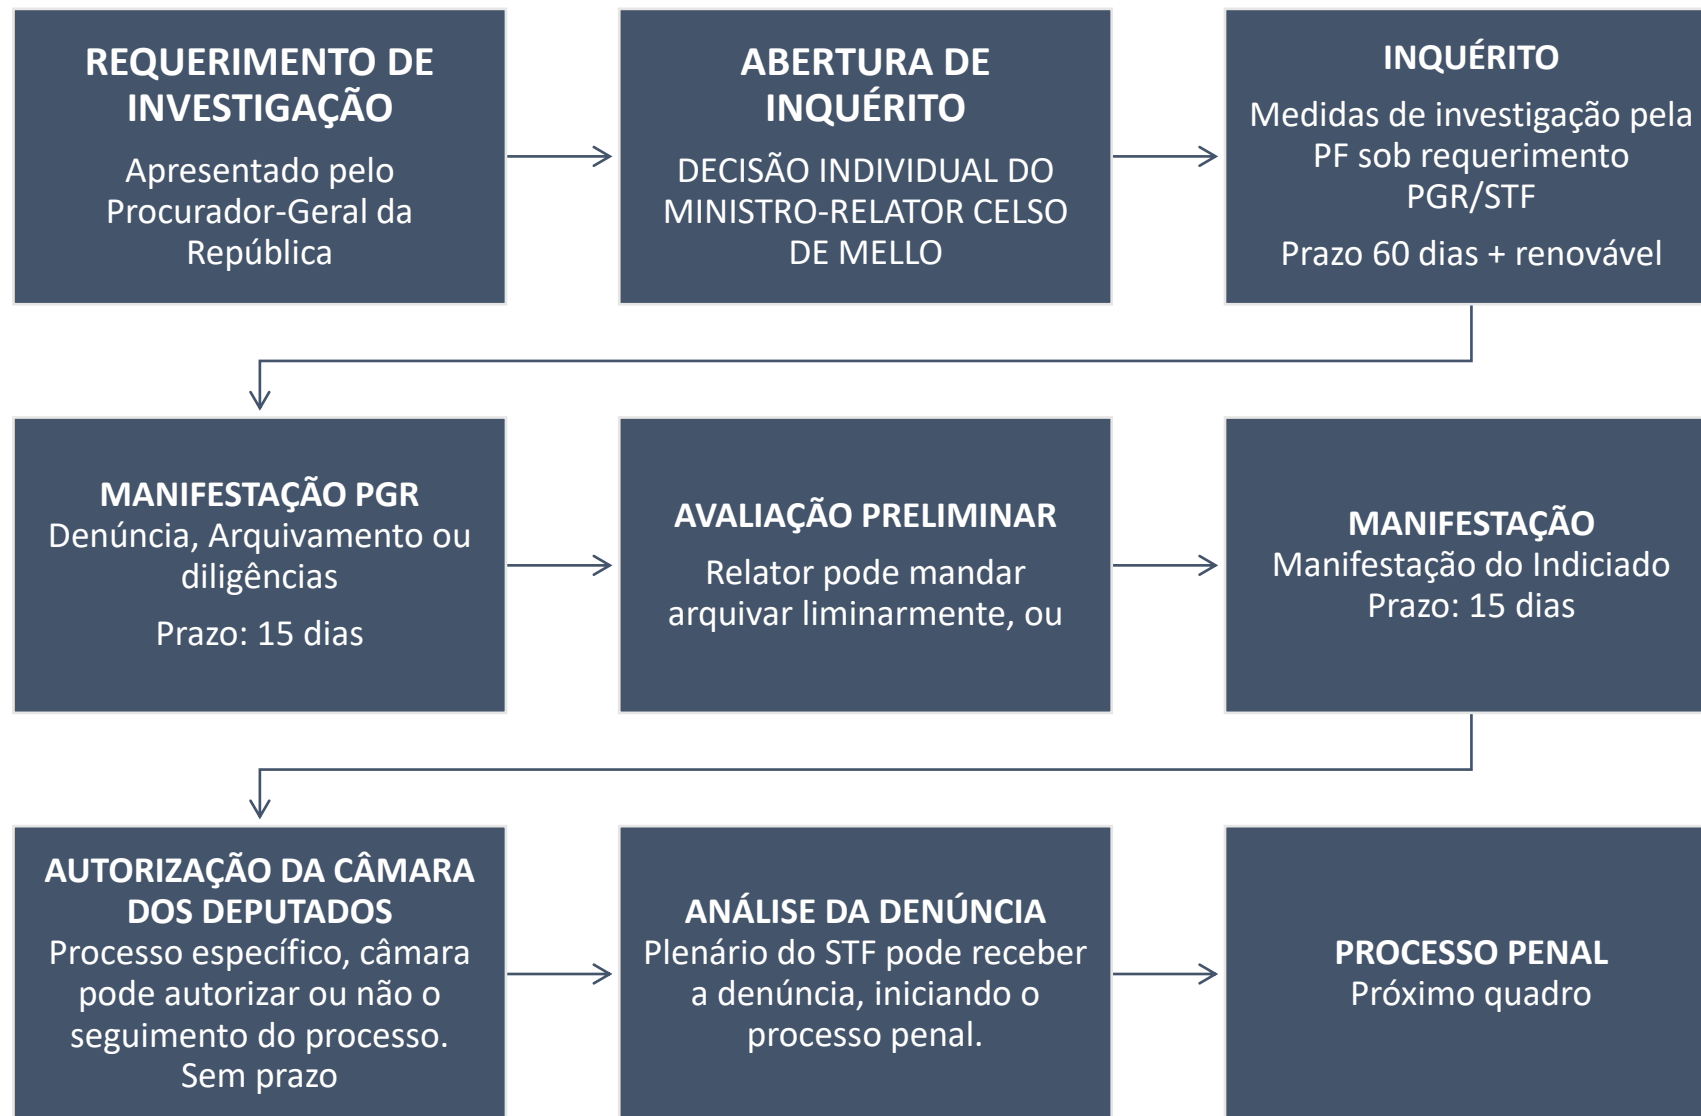 REQUERIMENTO DE
INVESTIGAÇÃO
Apresentado pelo
Procurador-Geral da
República
ABERTURA DE
INQUÉRITO
DECISÃO INDIVIDUAL DO
MINISTRO-RELATOR CELSO
DE MELLO
INQUÉRITO
Medidas de investigação pela
PF sob requerimento
PGR/STF
Prazo 60 dias + renovável
MANIFESTAÇÃO PGR
Denúncia, Arquivamento ou
diligências
Prazo: 15 dias
AVALIAÇÃO PRELIMINAR
Relator pode mandar
arquivar liminarmente, ou
MANIFESTAÇÃO
Manifestação do Indiciado
Prazo: 15 dias
AUTORIZAÇÃO DA CÂMARA
DOS DEPUTADOS
Processo específico, câmara
pode autorizar ou não o
seguimento do processo.
Sem prazo
ANÁLISE DA DENÚNCIA
Plenário do STF pode receber
a denúncia, iniciando o
processo penal.
PROCESSO PENAL
Próximo quadro